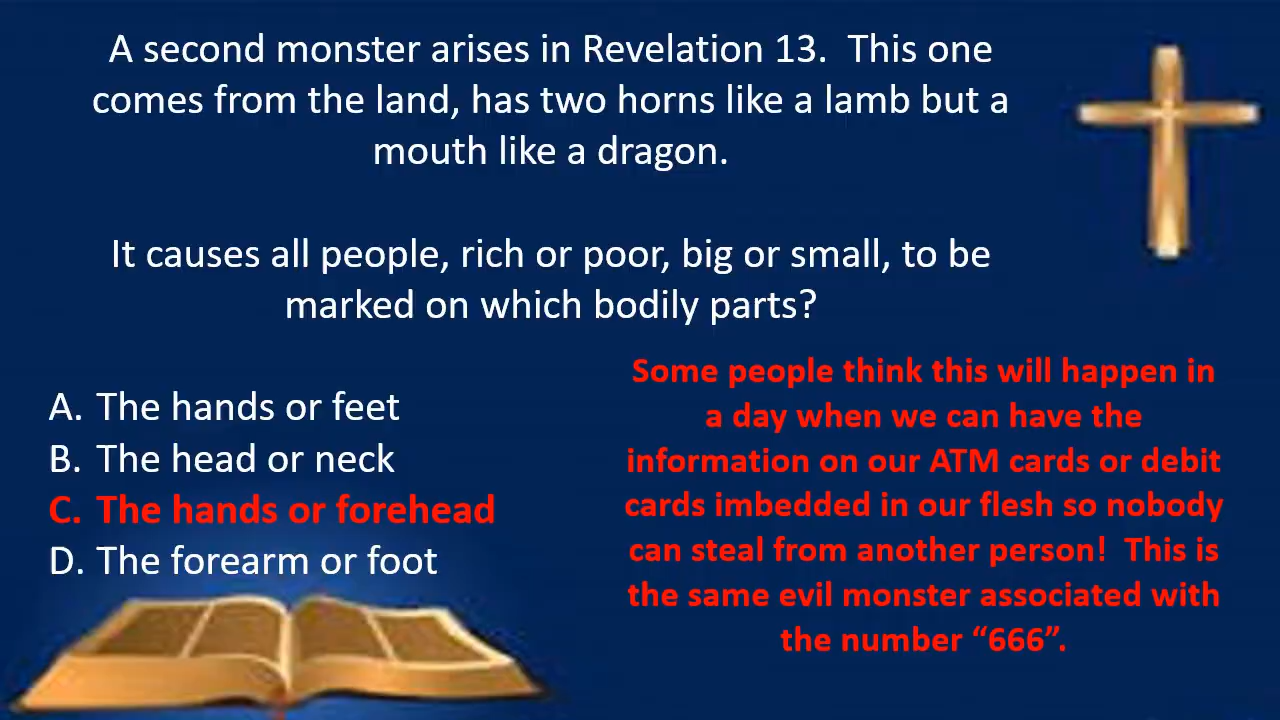 A second monster arises in Revelation 13.  This one
comes from the land, has two horns like a lamb but a
mouth like a dragon.
It causes all people, rich or poor, big or small, to be
marked on which bodily parts?
A. The hands or feet
B. The head or neck
C. The hands or forehead
D. The forearm or foot
Some people think this will happen in
a day when we can have the
information on our ATM cards or debit
cards imbedded in our flesh so nobody
can steal from another person!  This is
the same evil monster associated with
the number “666”.